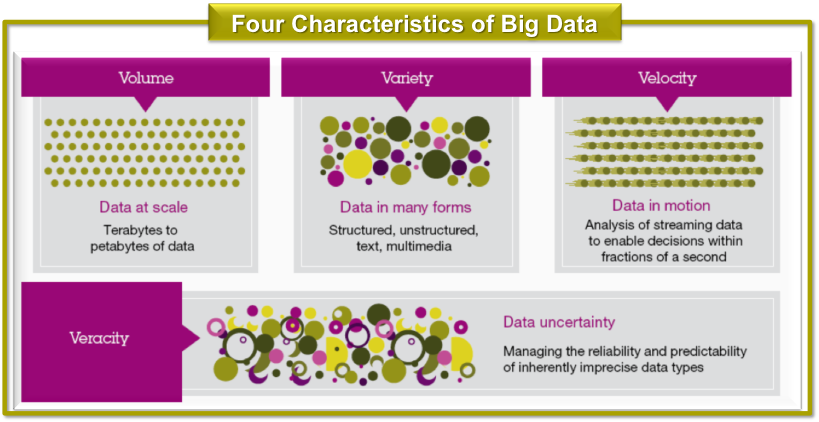 Four Characteristics of Big Data
Volume
Data at scale
Terabytes to
petabytes of data
Variety
Data in many forms
Structured, unstructured,
text, multimedia
Velocity
Data in motion
Analysis of streaming data
to enable decisions within
fractions of a second
Veracity
Data uncertainty
Managing the reliability and predictability
of inherently imprecise data types